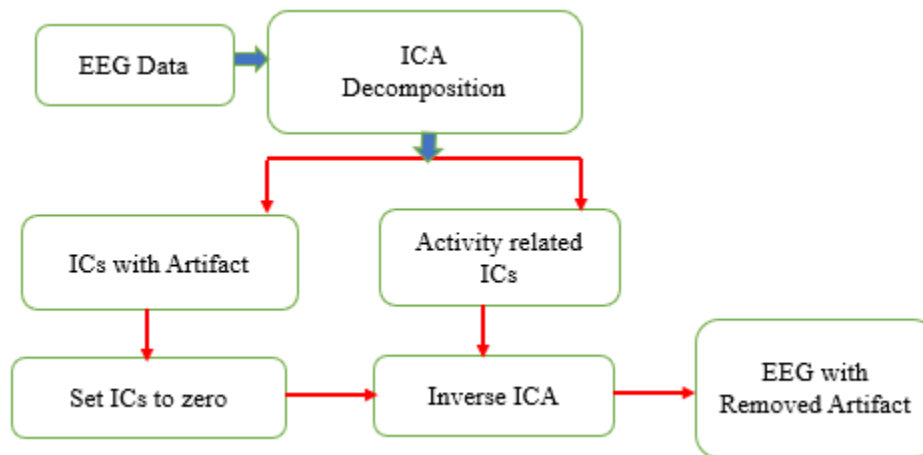 EEG Data
ICA
Decomposition
ICs with Artifact
Activity related
ICs
Set ICs to zero
Inverse ICA
EEG with
Removed Artifact